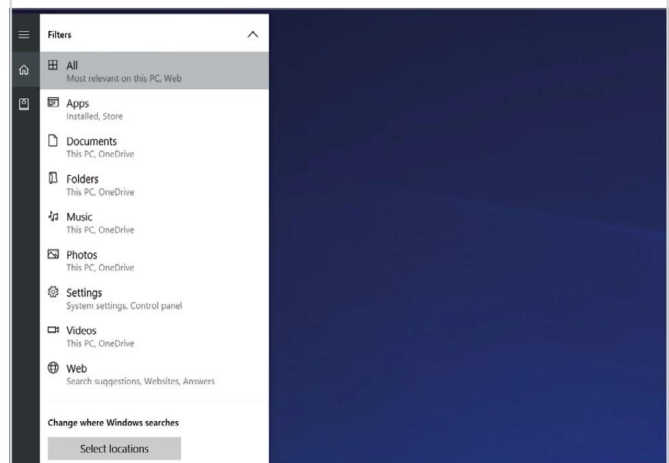 Filters
All
Most relevant on this PC, Web
Apps
Installed, Store
Documents
This PC, OneDrive
Folders
This PC, OneDrive
Music
This PC, OneDrive
Photos
This PC, OneDrive
Settings
System settings, Control panel
Videos
This PC, OneDrive
Web
Search suggestions, Websites, Answers
Change where Windows searches
Select locations